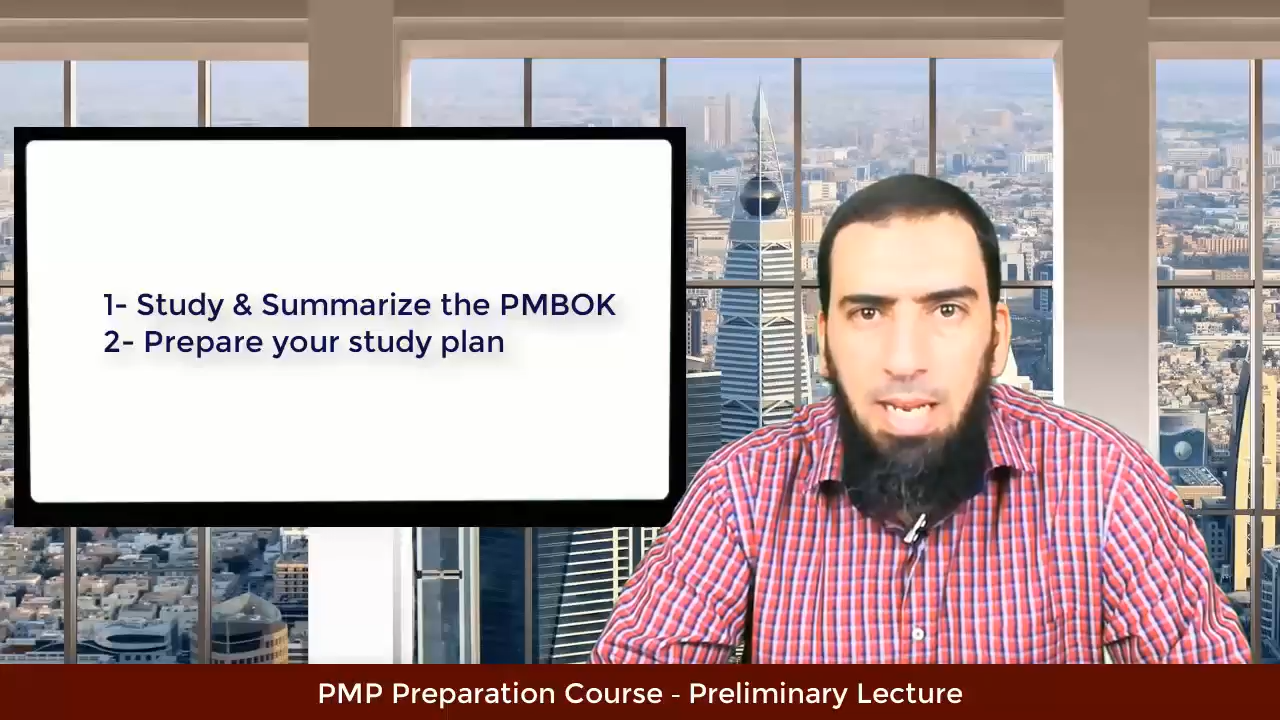 1- Study & Summarize the PMBOK
2- Prepare your study plan
PMP Preparation Course - Preliminary Lecture